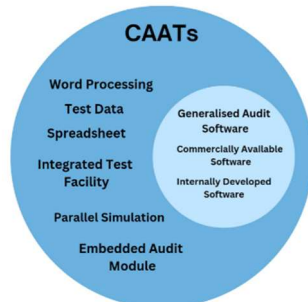 CAATs
Word Processing
Test Data
Spreadsheet
Integrated Test
Facility
Parallel Simulation
Embedded Audit
Module
Generalised Audit
Software
Commercially Available
Software
Internally Developed
Software